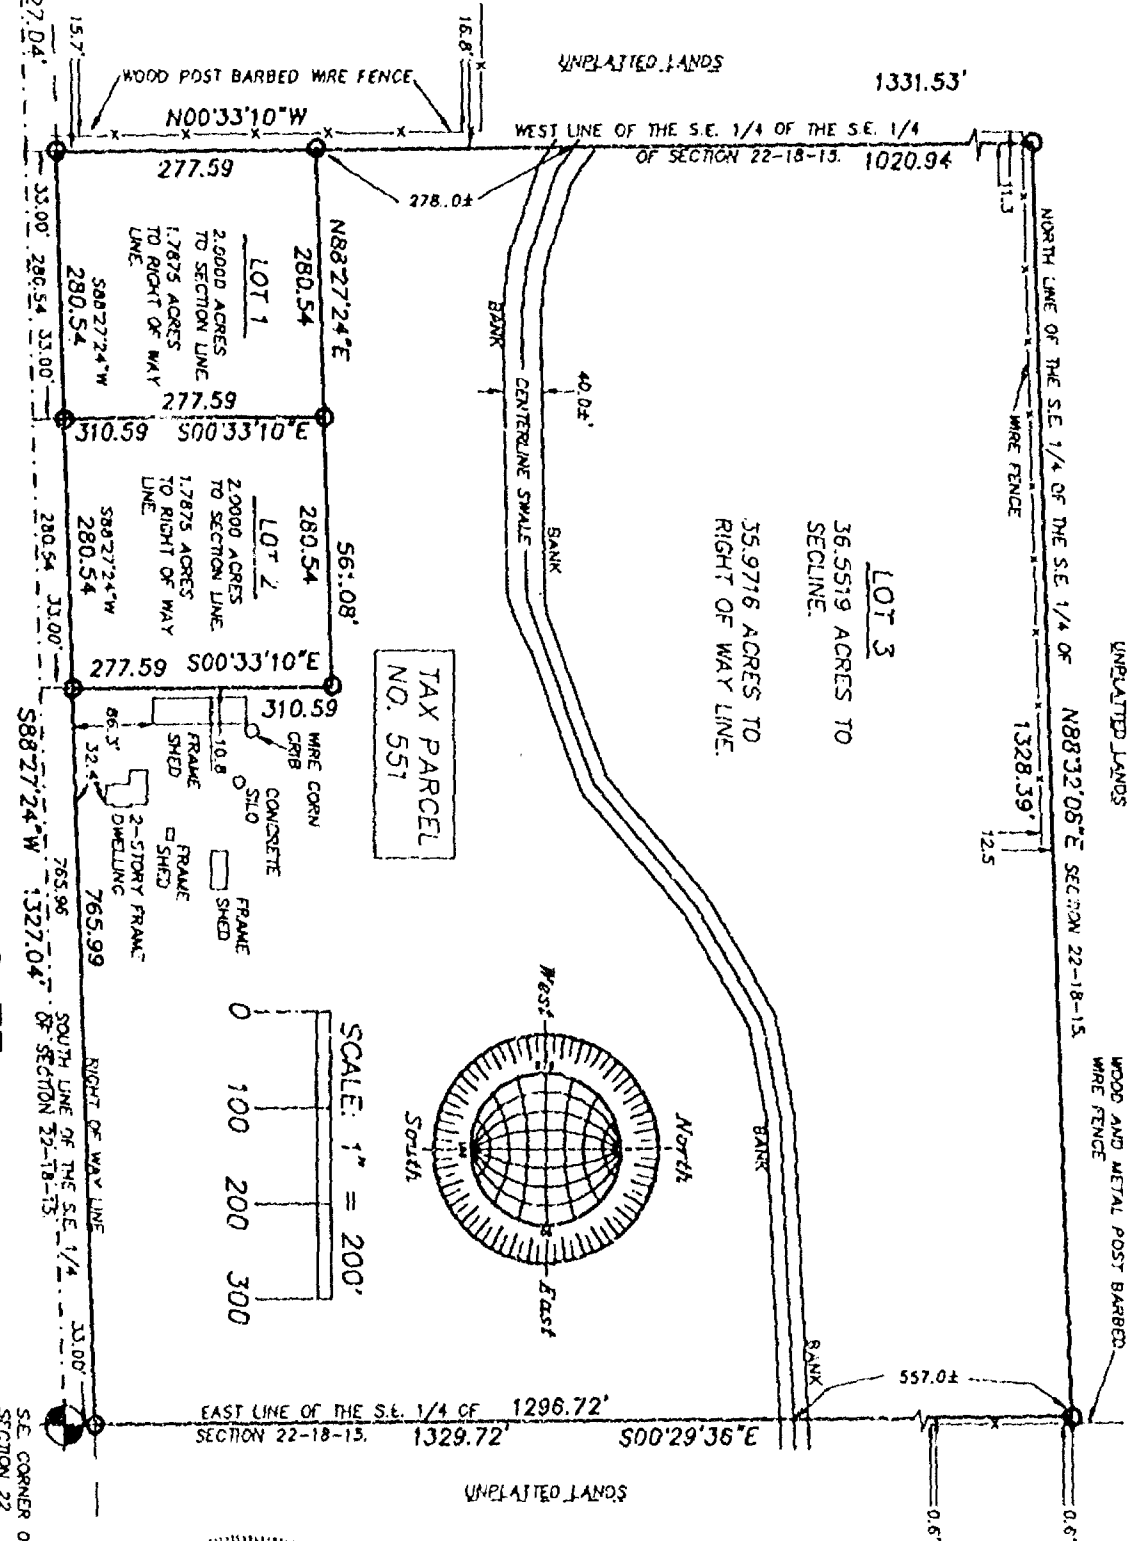 27.04'
15.7'
16.8'
UNPLATTED LANDS
1331.53'
WOOD POST BARBED WIRE FENCE
N00°33'10"W
WEST LINE OF THE S.E. 1/4 OF THE S.E. 1/4
OF SECTION 22-18-15.
1020.94
277.59
278.0±
11.3
33.00'
280.54
33.00'
S88°27'24"W
280.54
LOT 1
2.0000 ACRES
TO SECTION LINE
1.7875 ACRES
TO RIGHT OF WAY
LINE.
N88°27'24"E
280.54
277.59
310.59
S00°33'10"E
BANK
CENTERLINE SWALE
40.0±'
BANK
NORTH LINE OF THE S.E. 1/4 OF THE S.E. 1/4 OF
SECTION 22-18-15.
WIRE FENCE
N88°32'06"E
1328.39'
12.5
UNPLATTED LANDS
WOOD AND METAL POST BARBED
WIRE FENCE
LOT 3
36.5519 ACRES TO
SECLINE.
35.9716 ACRES TO
RIGHT OF WAY LINE.
LOT 2
2.0000 ACRES
TO SECTION LINE.
1.7875 ACRES
TO RIGHT OF WAY
LINE
280.54
561.08'
S88°27'24"W
280.54
280.54
33.00'
277.59
S00°33'10"E
310.59
TAX PARCEL
NO. 551
86.3'
32.4'
10.8
WIRE CORN
CRIB
FRAME
SHED
CONCRETE
SILO
FRAME
SHED
FRAME
SHED
2-STORY FRAME
DWELLING
765.99
765.96
S88°27'24"W 1327.04'
SOUTH LINE OF THE S.E. 1/4
OF SECTION 22-18-15.
RIGHT OF WAY LINE
33.00'
SCALE: 1" = 200'
0 100 200 300
North
South
East
West
BANK
BANK
557.0±
EAST LINE OF THE S.E. 1/4 OF
SECTION 22-18-15.
1296.72'
1329.72'
S00°29'36"E
UNPLATTED LANDS
0.6'
0.6'
S.E. CORNER O
SECTION 22